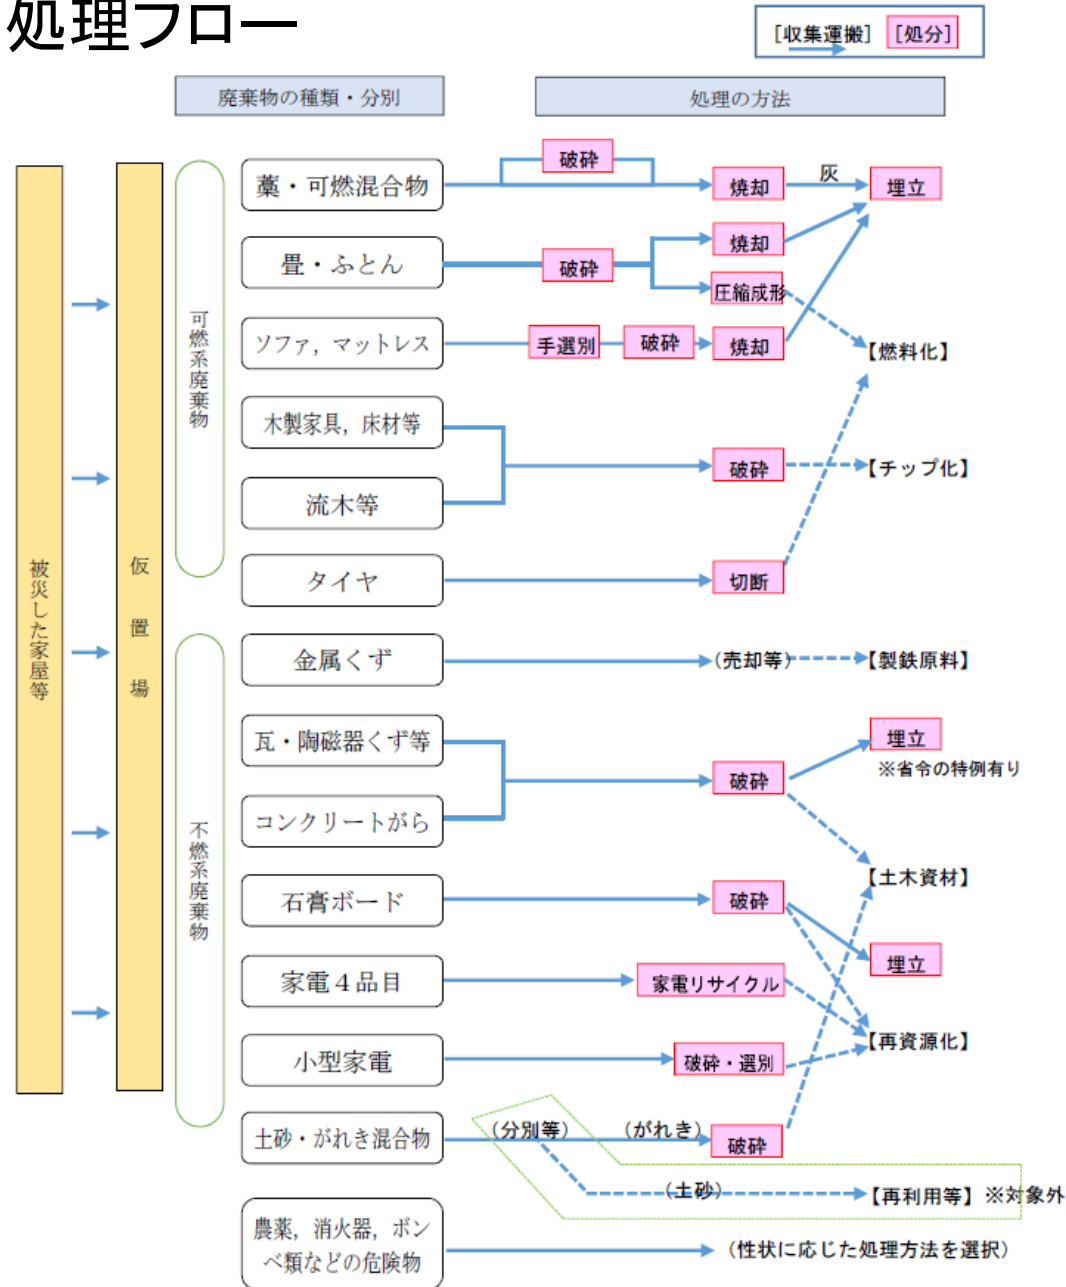 処理フロー
［収集運搬］ ［処分］
廃棄物の種類・分別
処理の方法
被災した家屋等
仮置場
可燃系廃棄物
藁・可燃混合物
破砕
焼却
灰
埋立
畳・ふとん
破砕
焼却
圧縮成形
ソファ，マットレス
手選別
破砕
焼却
【燃料化】
木製家具，床材等
流木等
破砕
【チップ化】
タイヤ
切断
不燃系廃棄物
金属くず
(売却等)
【製鉄原料】
瓦・陶磁器くず等
コンクリートがら
破砕
埋立
※省令の特例有り
【土木資材】
石膏ボード
破砕
埋立
家電４品目
家電リサイクル
【再資源化】
小型家電
破砕・選別
土砂・がれき混合物
(分別等)
(がれき)
破砕
(土砂)
【再利用等】※対象外
農薬，消火器，ボン
ベ類などの危険物
(性状に応じた処理方法を選択)